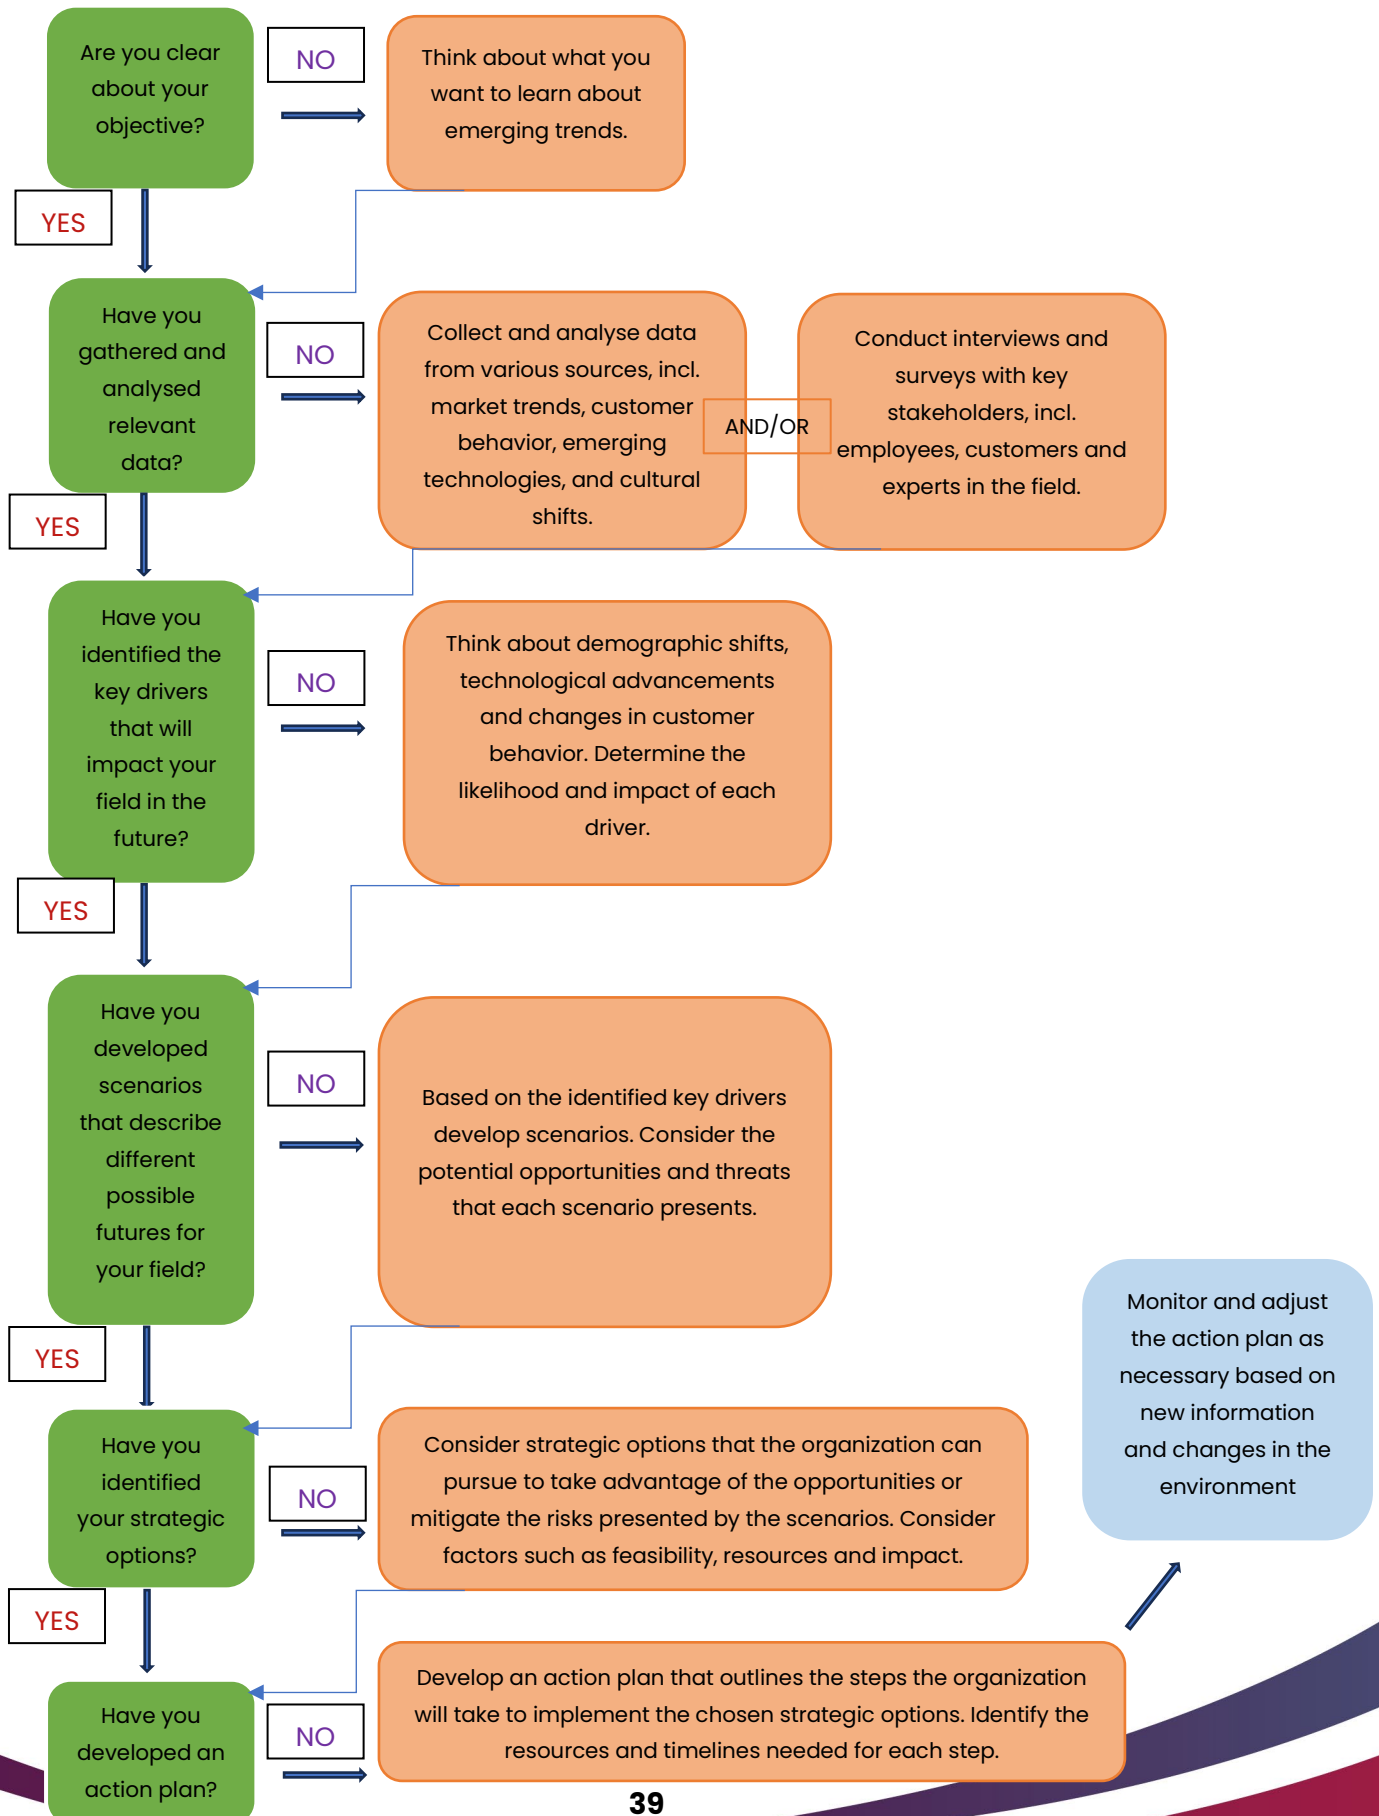 Are you clear
about your
objective?
NO
Think about what you
want to learn about
emerging trends.
YES
Have you
gathered and
analysed
relevant
data?
NO
Collect and analyse data
from various sources, incl.
market trends, customer
behavior, emerging
technologies, and cultural
shifts.
AND/OR
Conduct interviews and
surveys with key
stakeholders, incl.
employees, customers and
experts in the field.
YES
Have you
identified the
key drivers
that will
impact your
field in the
future?
NO
Think about demographic shifts,
technological advancements
and changes in customer
behavior. Determine the
likelihood and impact of each
driver.
YES
Have you
developed
scenarios
that describe
different
possible
futures for
your field?
NO
Based on the identified key drivers
develop scenarios. Consider the
potential opportunities and threats
that each scenario presents.
YES
Have you
identified
your strategic
options?
NO
Consider strategic options that the organization can
pursue to take advantage of the opportunities or
mitigate the risks presented by the scenarios. Consider
factors such as feasibility, resources and impact.
YES
Have you
developed an
action plan?
NO
Develop an action plan that outlines the steps the organization
will take to implement the chosen strategic options. Identify the
resources and timelines needed for each step.
Monitor and adjust
the action plan as
necessary based on
new information
and changes in the
environment
39